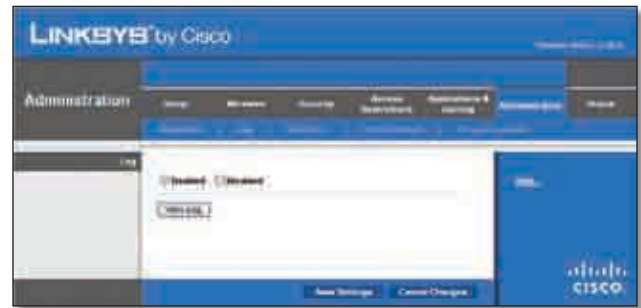 LINKSYS by Cisco
Administration
Setup Wireless Security Access Restrictions Applications & Gaming Administration Status
Log
Enabled Disabled
View Log
Help...
Save Settings Cancel Changes
CISCO